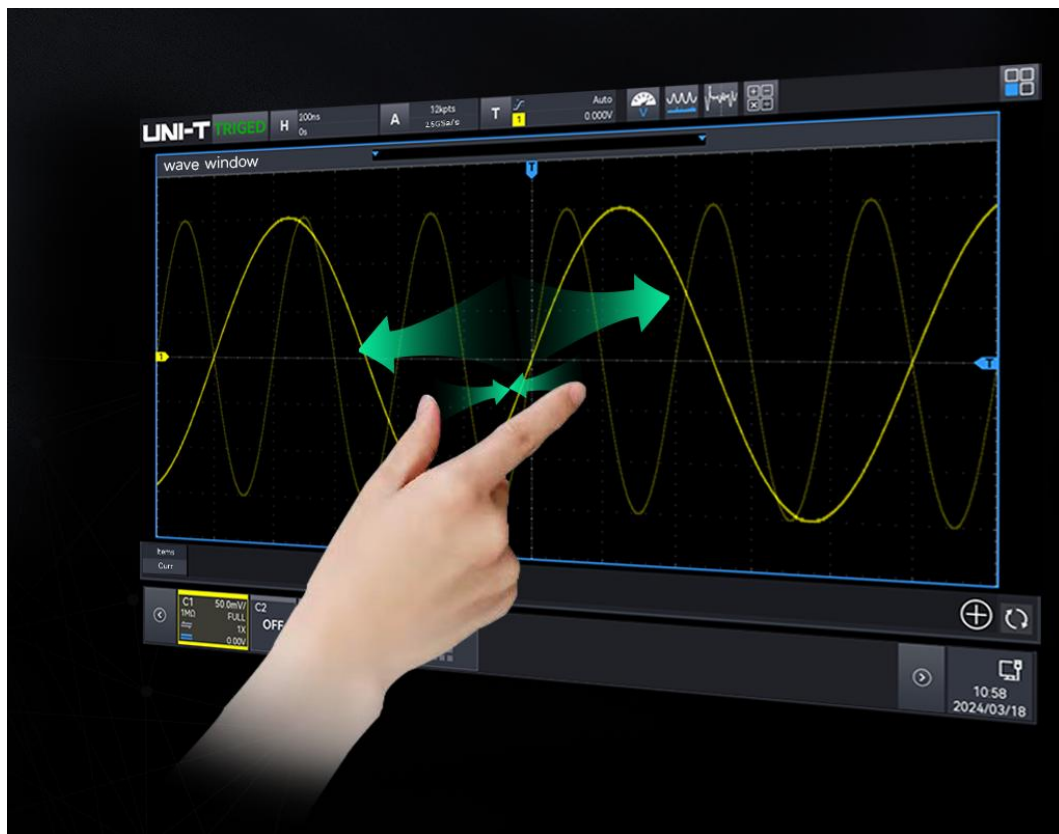 UNI-T TRIGED H 200ns A 12kpts T 1 Auto
0s 2.5GSa/s 0.000V
V
wave window
T
1
T
Items
Curr
C1 50.0mV/ C2
1MΩ FULL OFF
1X
0.00V
10:58
2024/03/18